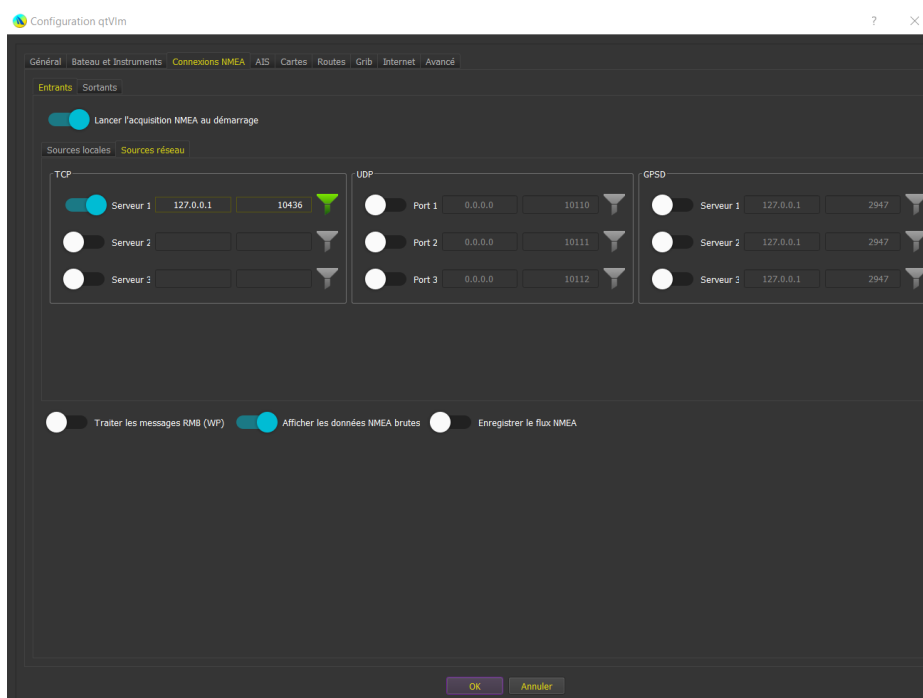 Configuration qtVlm
Général Bateau et Instruments Connexions NMEA AIS Cartes Routes Grib Internet Avancé
Entrants Sortants
Lancer l'acquisition NMEA au démarrage
Sources locales Sources réseau
TCP UDP GPSD
Serveur 1 127.0.0.1 10436 Port 1 0.0.0.0 10110 Serveur 1 127.0.0.1 2947
Serveur 2 Port 2 0.0.0.0 10111 Serveur 2 127.0.0.1 2947
Serveur 3 Port 3 0.0.0.0 10112 Serveur 3 127.0.0.1 2947
Traiter les messages RMB (WP) Afficher les données NMEA brutes Enregistrer le flux NMEA
OK Annuler